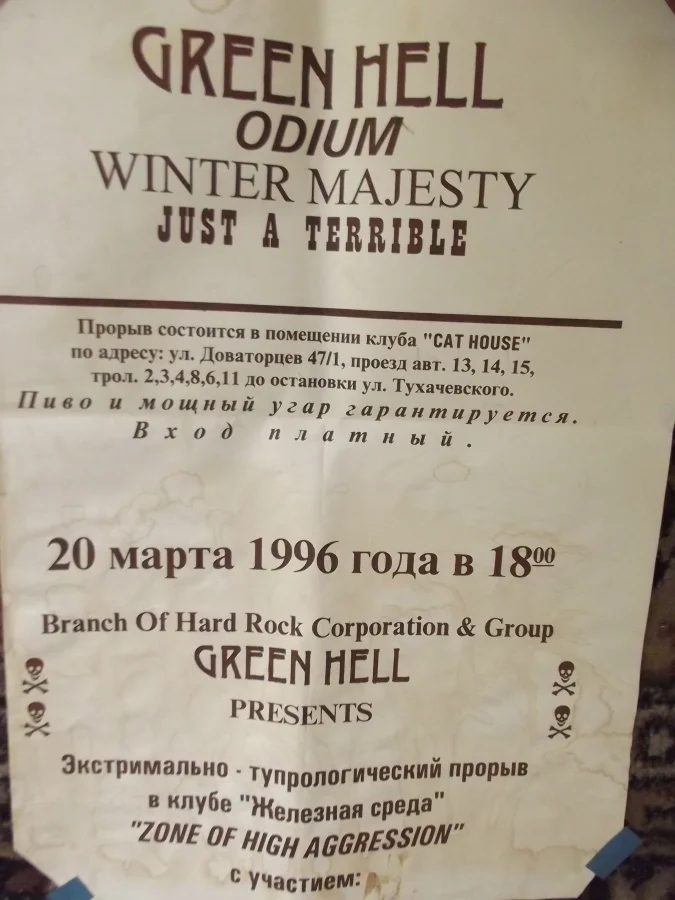 GREEN HELL
ODIUM
WINTER MAJESTY
JUST A TERRIBLE
Прорыв состоится в помещении клуба "CAT HOUSE"
по адресу: ул. Доваторцев 47/1, проезд авт. 13, 14, 15,
трол. 2,3,4,8,6,11 до остановки ул. Тухачевского.
Пиво и мощный угар гарантируется.
Вход платный.
20 марта 1996 года в 18⁰⁰
Branch Of Hard Rock Corporation & Group
GREEN HELL
PRESENTS
Экстримально - тупрологический прорыв
в клубе "Железная среда"
"ZONE OF HIGH AGGRESSION"
с участием: